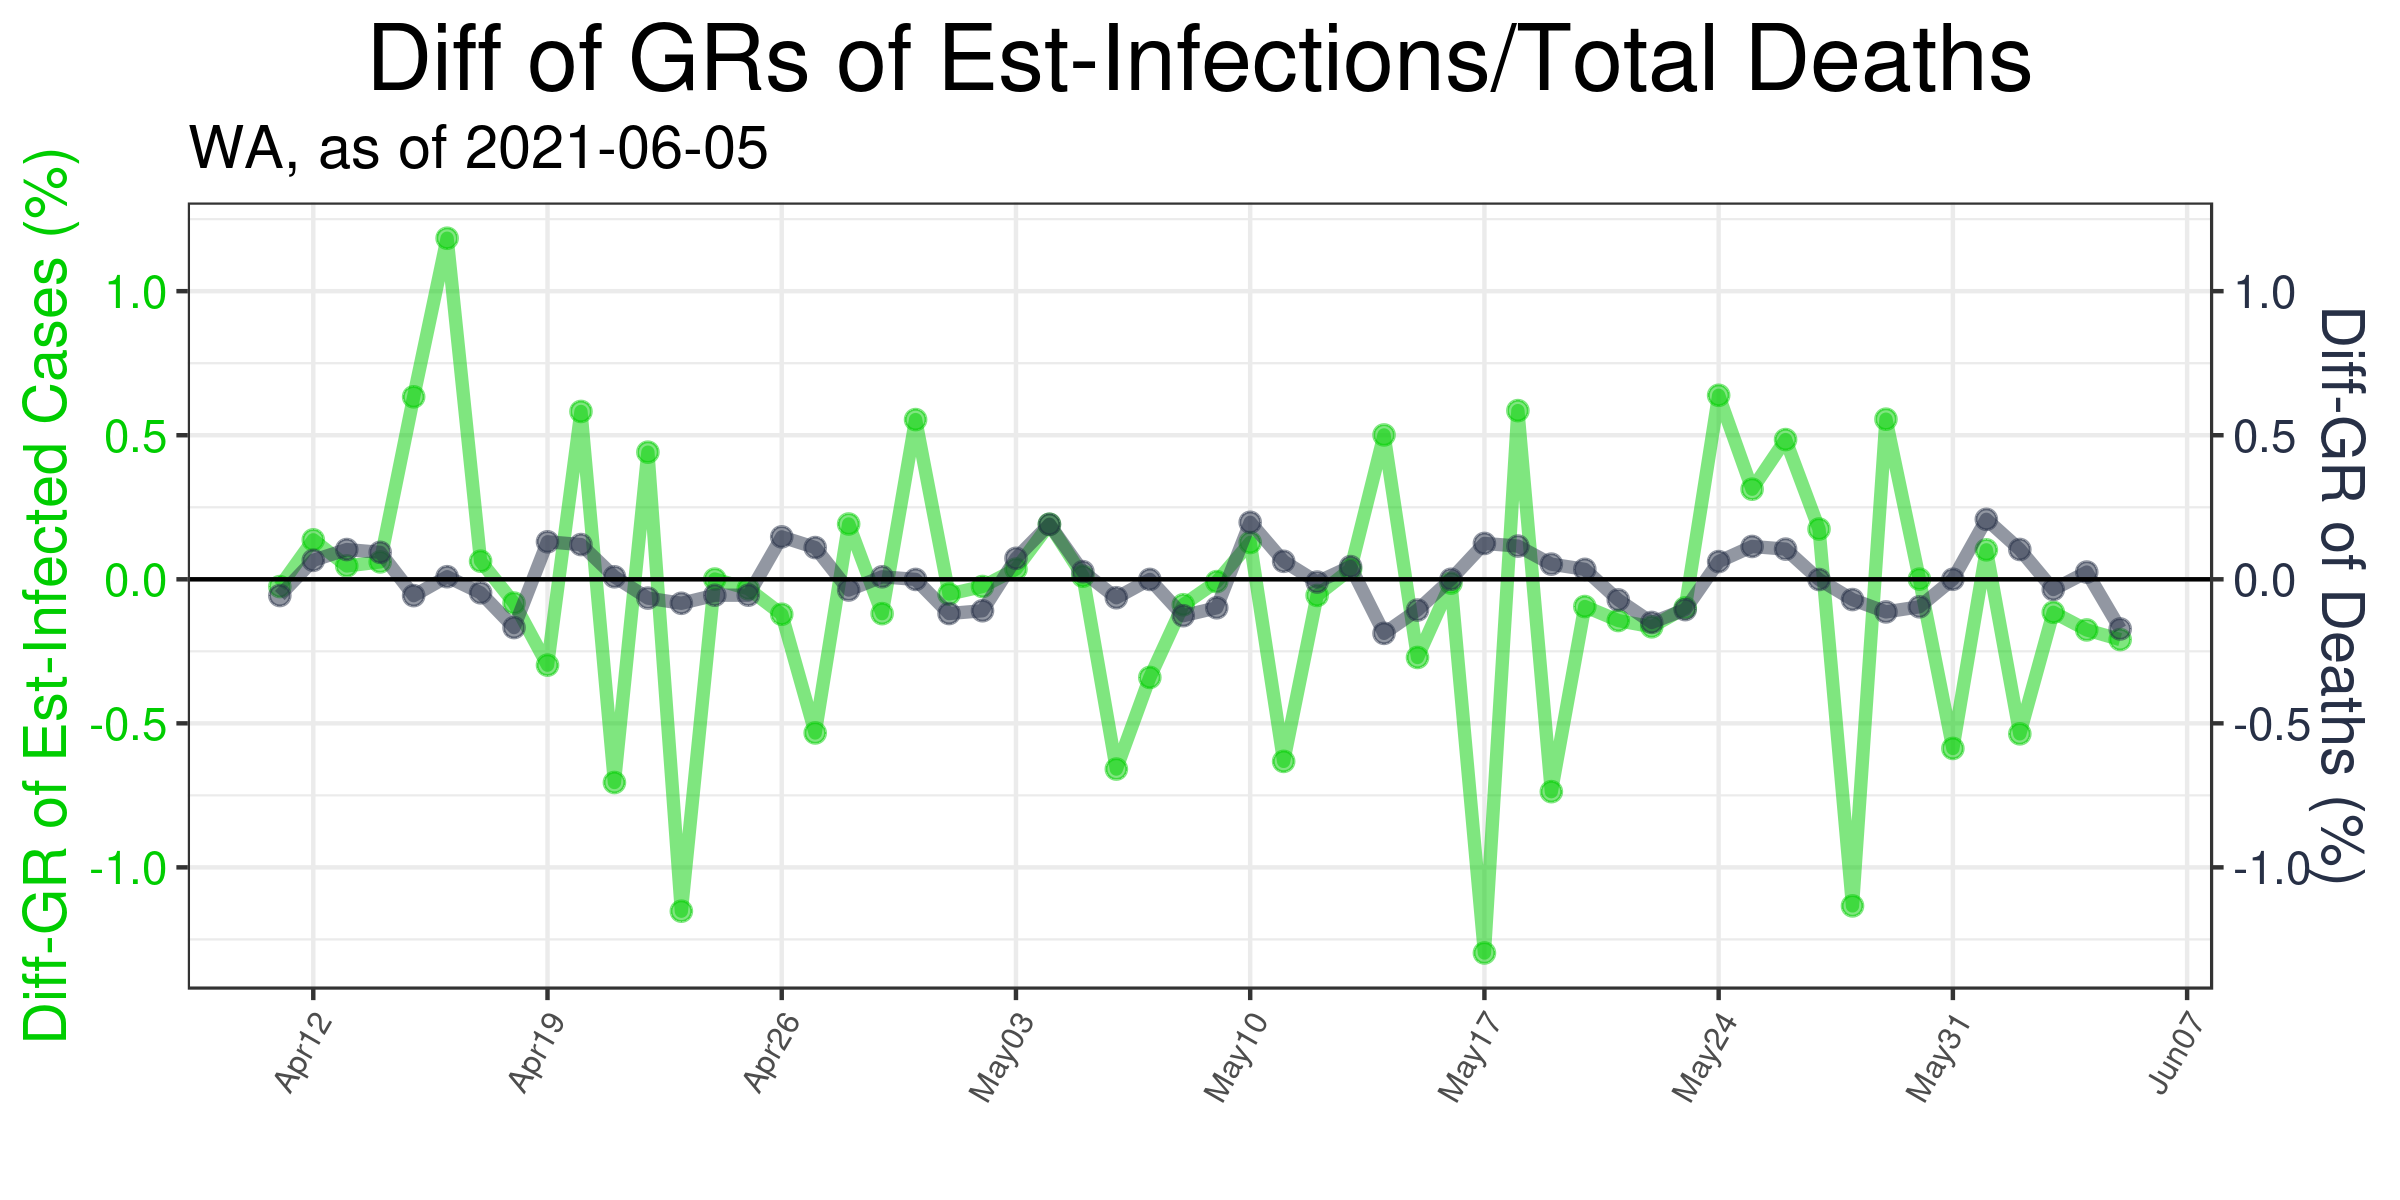 Diff of GRs of Est-Infections/Total Deaths
WA, as of 2021-06-05
Diff-GR of Est-Infected Cases (%)
1.0
0.5
0.0
-0.5
-1.0
1.0
0.5
0.0
-0.5
-1.0
Diff-GR of Deaths (%)
Apr12
Apr19
Apr26
May03
May10
May17
May24
May31
Jun07